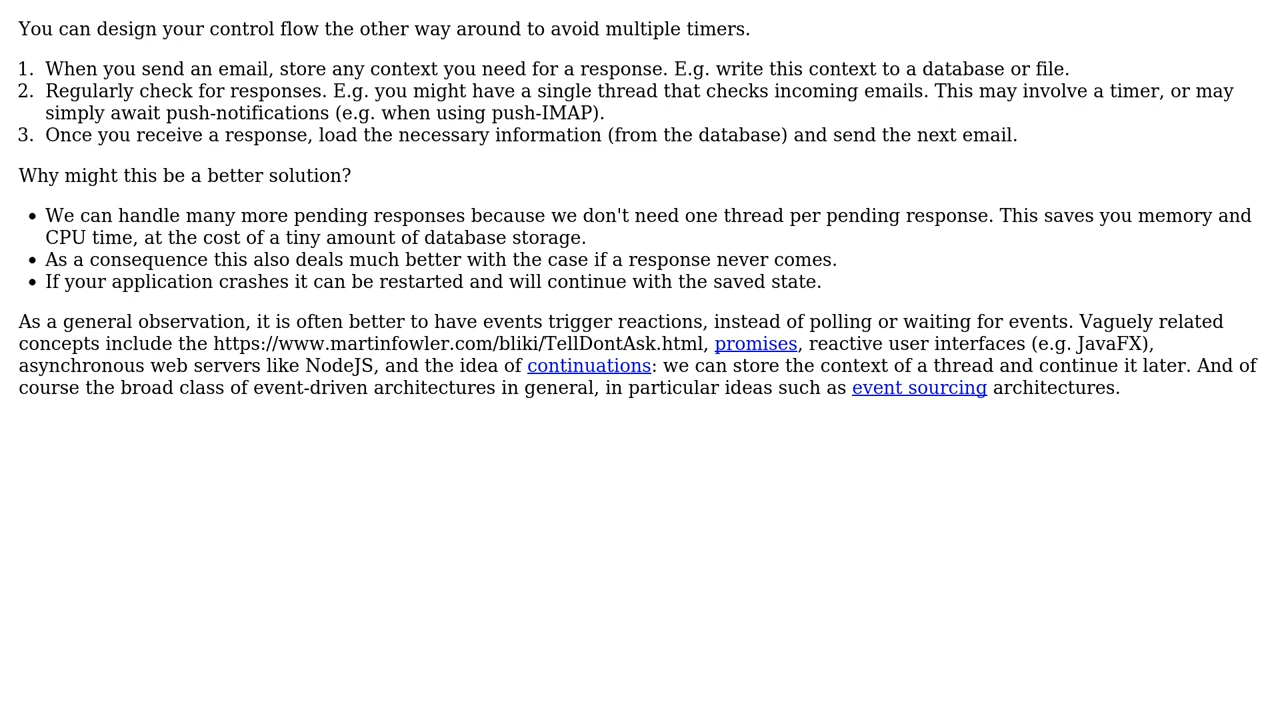 You can design your control flow the other way around to avoid multiple timers.
1. When you send an email, store any context you need for a response. E.g. write this context to a database or file.
2. Regularly check for responses. E.g. you might have a single thread that checks incoming emails. This may involve a timer, or may
simply await push-notifications (e.g. when using push-IMAP).
3. Once you receive a response, load the necessary information (from the database) and send the next email.
Why might this be a better solution?
• We can handle many more pending responses because we don't need one thread per pending response. This saves you memory and
CPU time, at the cost of a tiny amount of database storage.
• As a consequence this also deals much better with the case if a response never comes.
• If your application crashes it can be restarted and will continue with the saved state.
As a general observation, it is often better to have events trigger reactions, instead of polling or waiting for events. Vaguely related
concepts include the https://www.martinfowler.com/bliki/TellDontAsk.html, promises, reactive user interfaces (e.g. JavaFX),
asynchronous web servers like NodeJS, and the idea of continuations: we can store the context of a thread and continue it later. And of
course the broad class of event-driven architectures in general, in particular ideas such as event sourcing architectures.